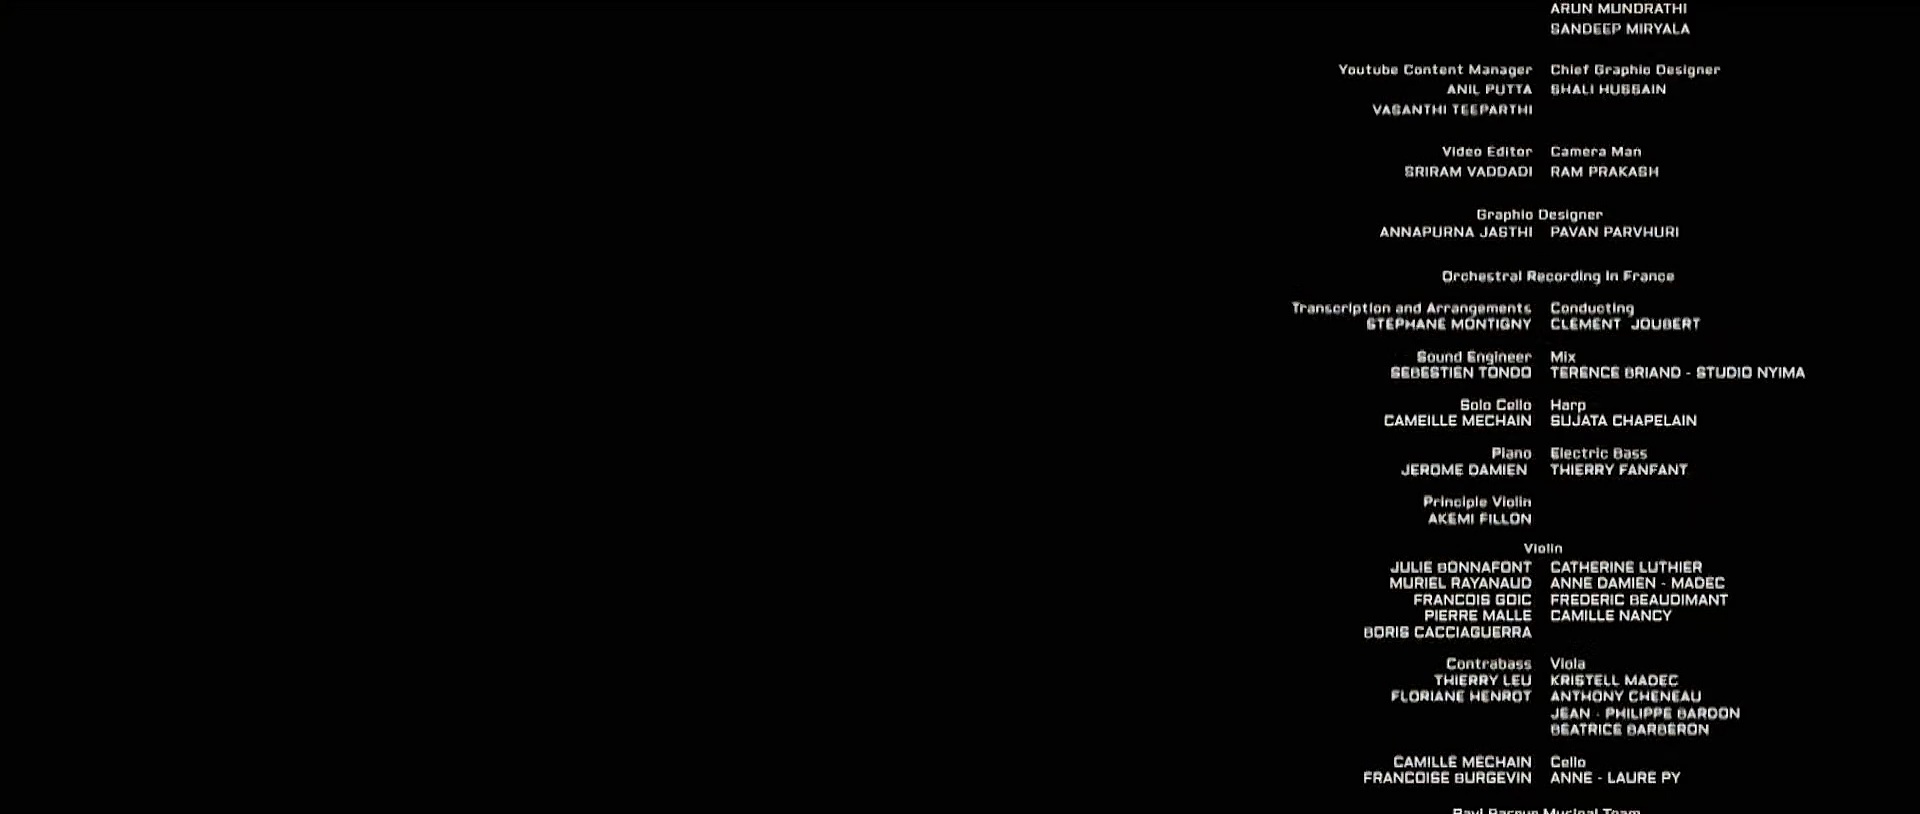 ARUN MUNDRATHI
SANDEEP MIRYALA
Youtube Content Manager Chief Graphic Designer
ANIL PUTTA SHALI HUSSAIN
VASANTHI TEEPARTHI
Video Editor Camera Man
SRIRAM VADDADI RAM PRAKASH
Graphic Designer
ANNAPURNA JASTHI PAVAN PARVHURI
Orchestral Recording In France
Transcription and Arrangements Conducting
STEPHANE MONTIGNY CLEMENT JOUBERT
Sound Engineer Mix
SEBESTIEN TONDO TERENCE BRIAND - STUDIO NYIMA
Solo Cello Harp
CAMEILLE MECHAIN SUJATA CHAPELAIN
Piano Electric Bass
JEROME DAMIEN THIERRY FANFANT
Principle Violin
AKEMI FILLON
Violin
JULIE BONNAFONT CATHERINE LUTHIER
MURIEL RAYANAUD ANNE DAMIEN - MADEC
FRANCOIS GOIC FREDERIC BEAUDIMANT
PIERRE MALLE CAMILLE NANCY
BORIS CACCIAGUERRA
Contrabass Viola
THIERRY LEU KRISTELL MADEC
FLORIANE HENROT ANTHONY CHENEAU
JEAN - PHILIPPE BARDON
BEATRICE BARBERON
CAMILLE MECHAIN Cello
FRANCOISE BURGEVIN ANNE - LAURE PY
Musical Team